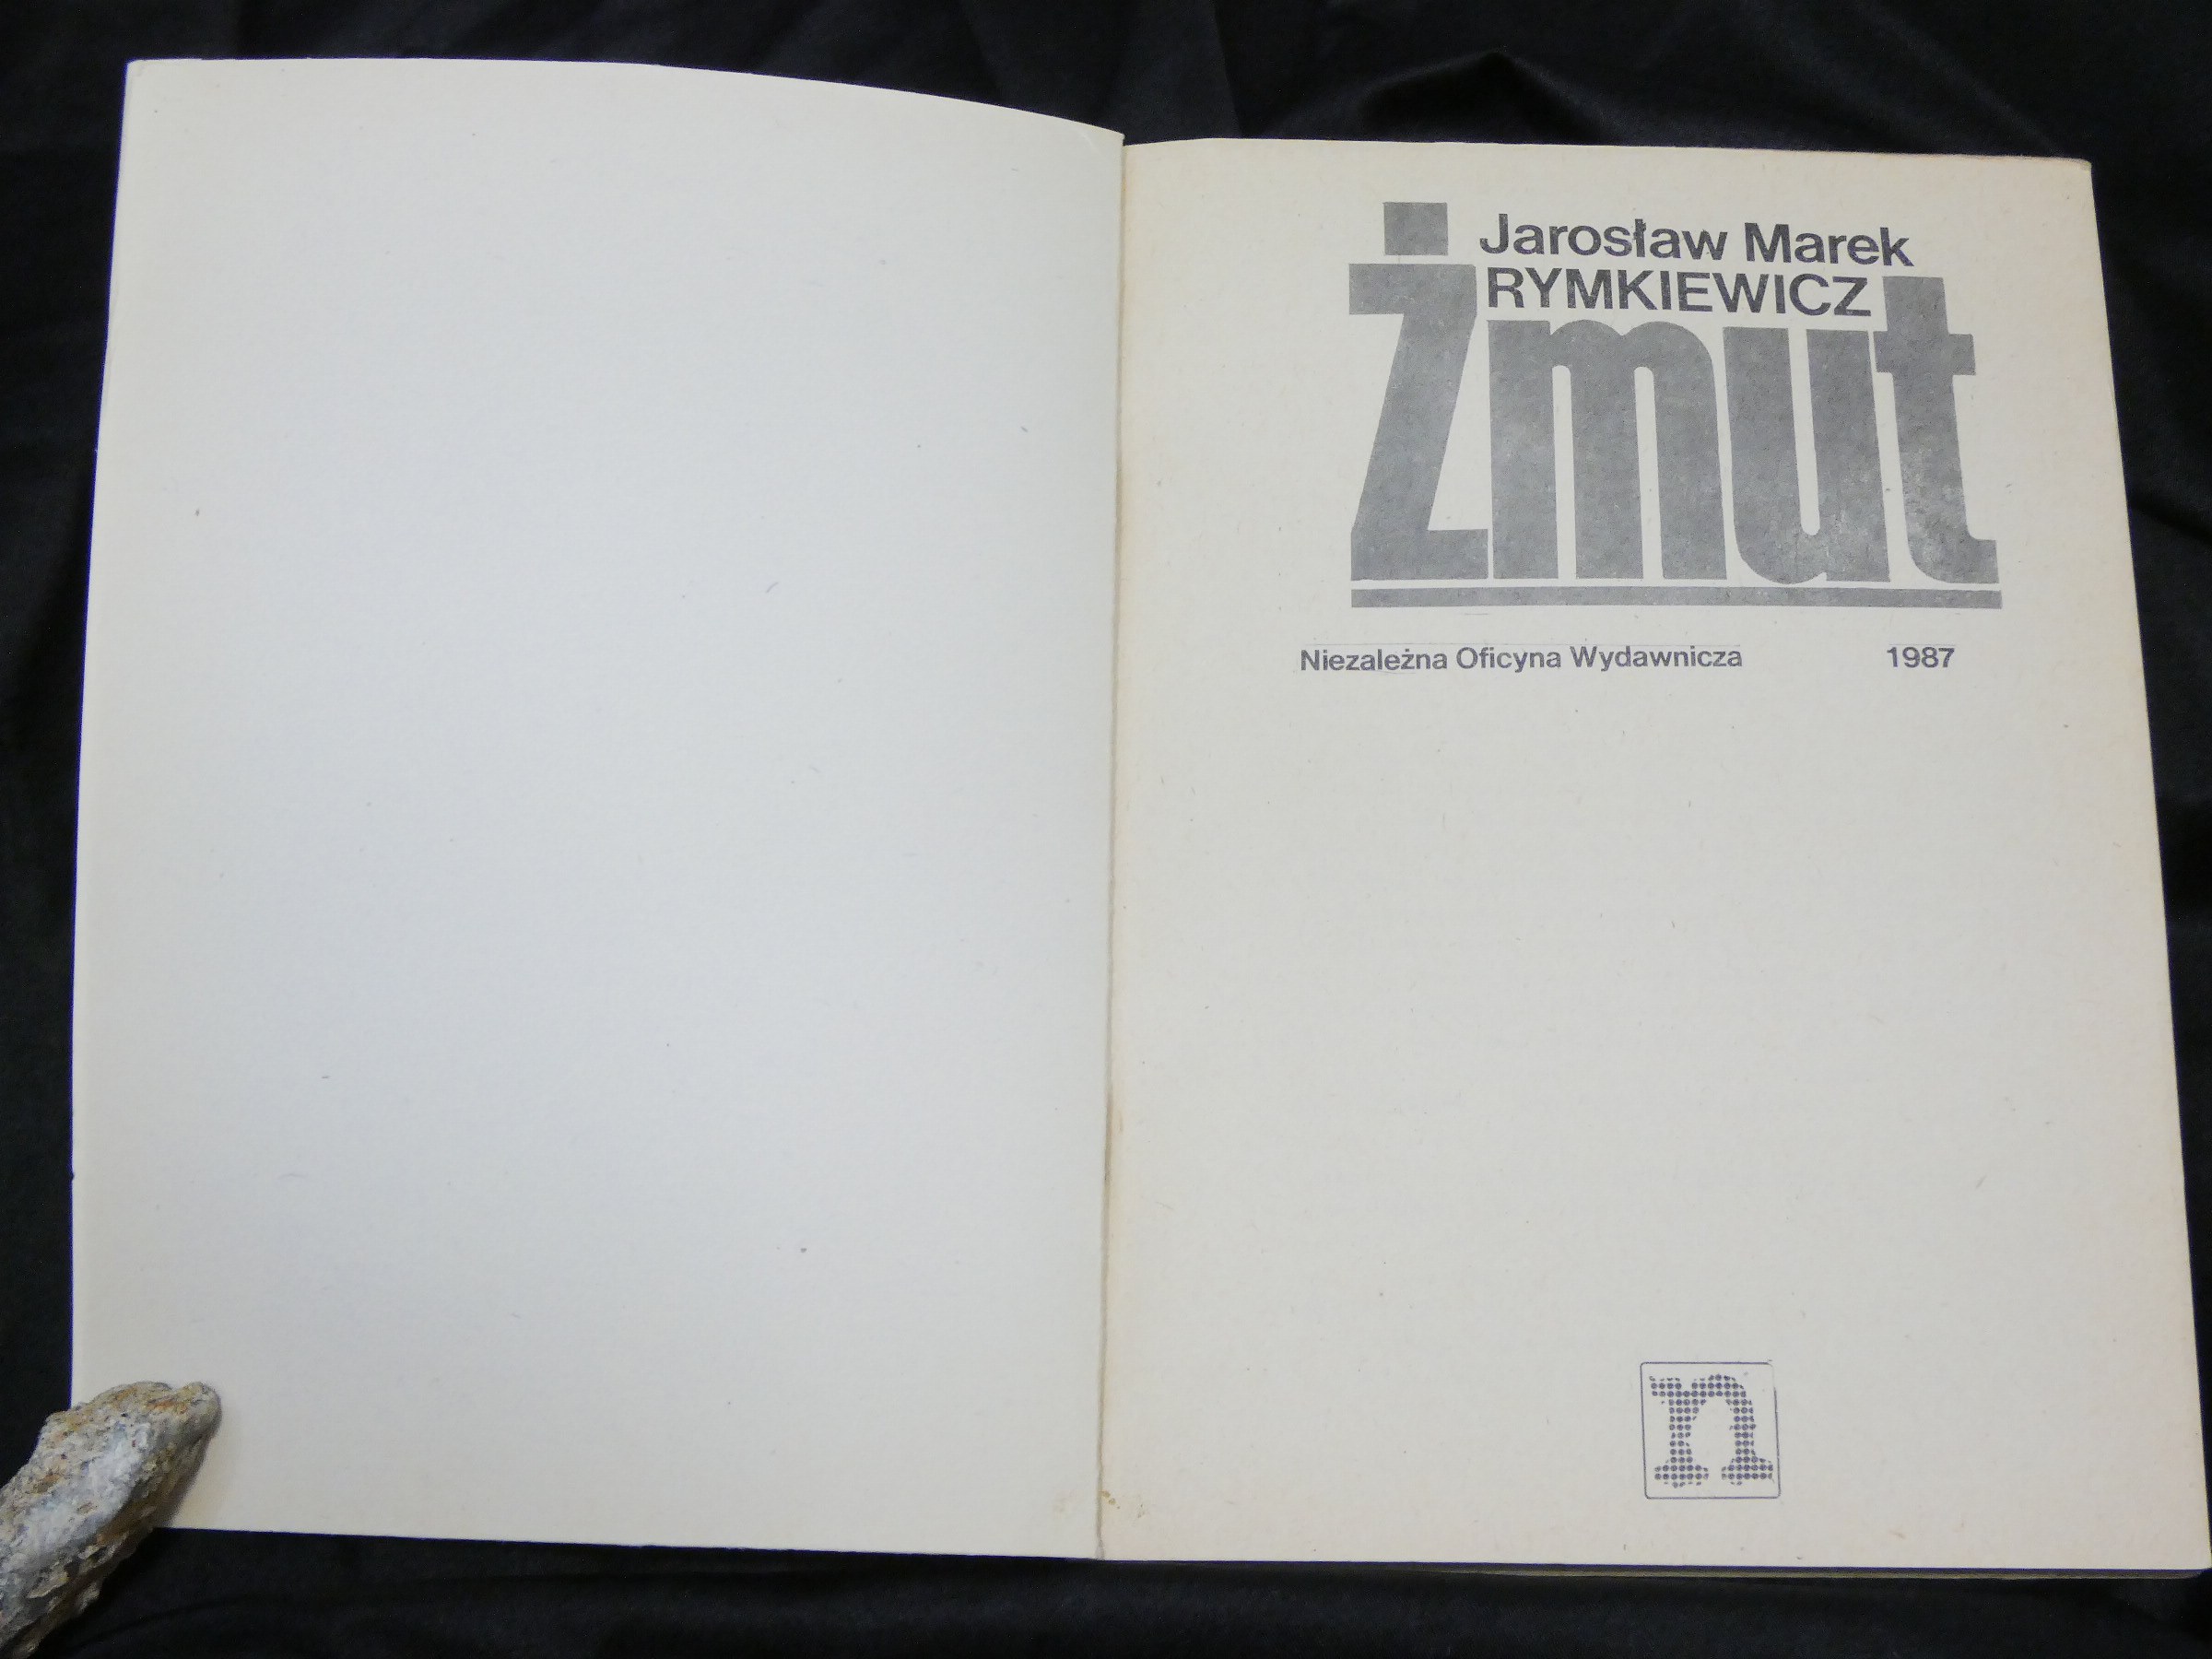 Jarosław Marek
RYMKIEWICZ
Żmut
Niezależna Oficyna Wydawnicza 1987
n